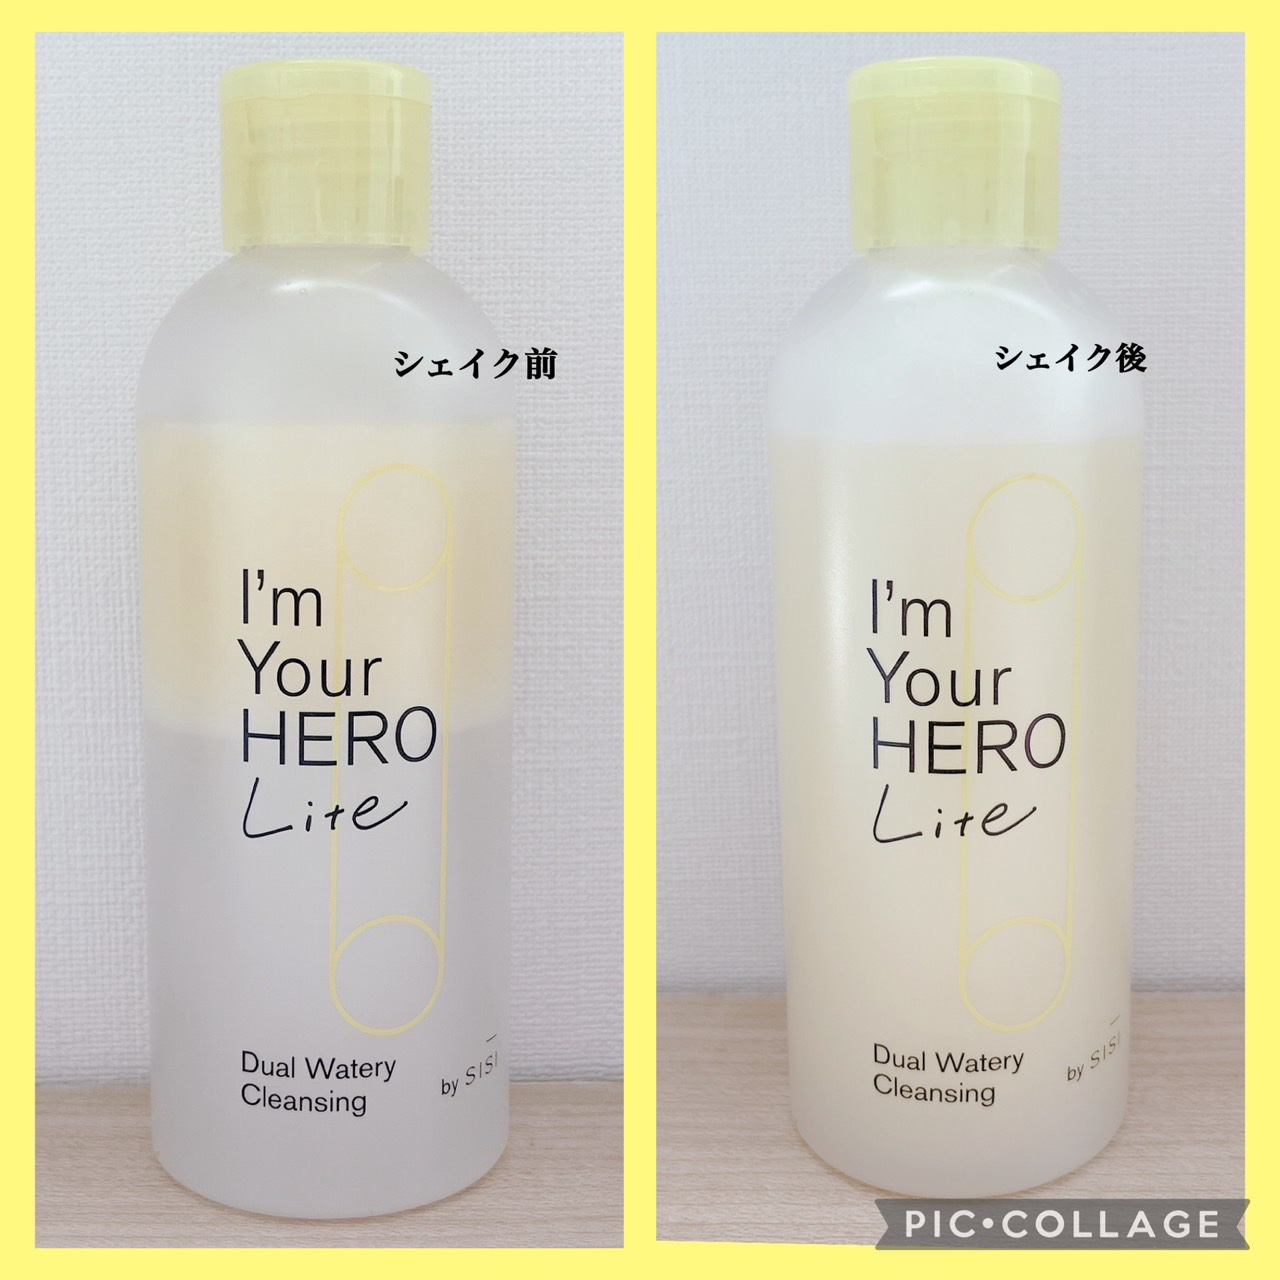 シェイク前
I'm
Your
HERO
Lite
Dual Watery
Cleansing
by SISI
シェイク後
I'm
Your
HERO
Lite
Dual Watery
Cleansing
by SISI
PIC•COLLAGE